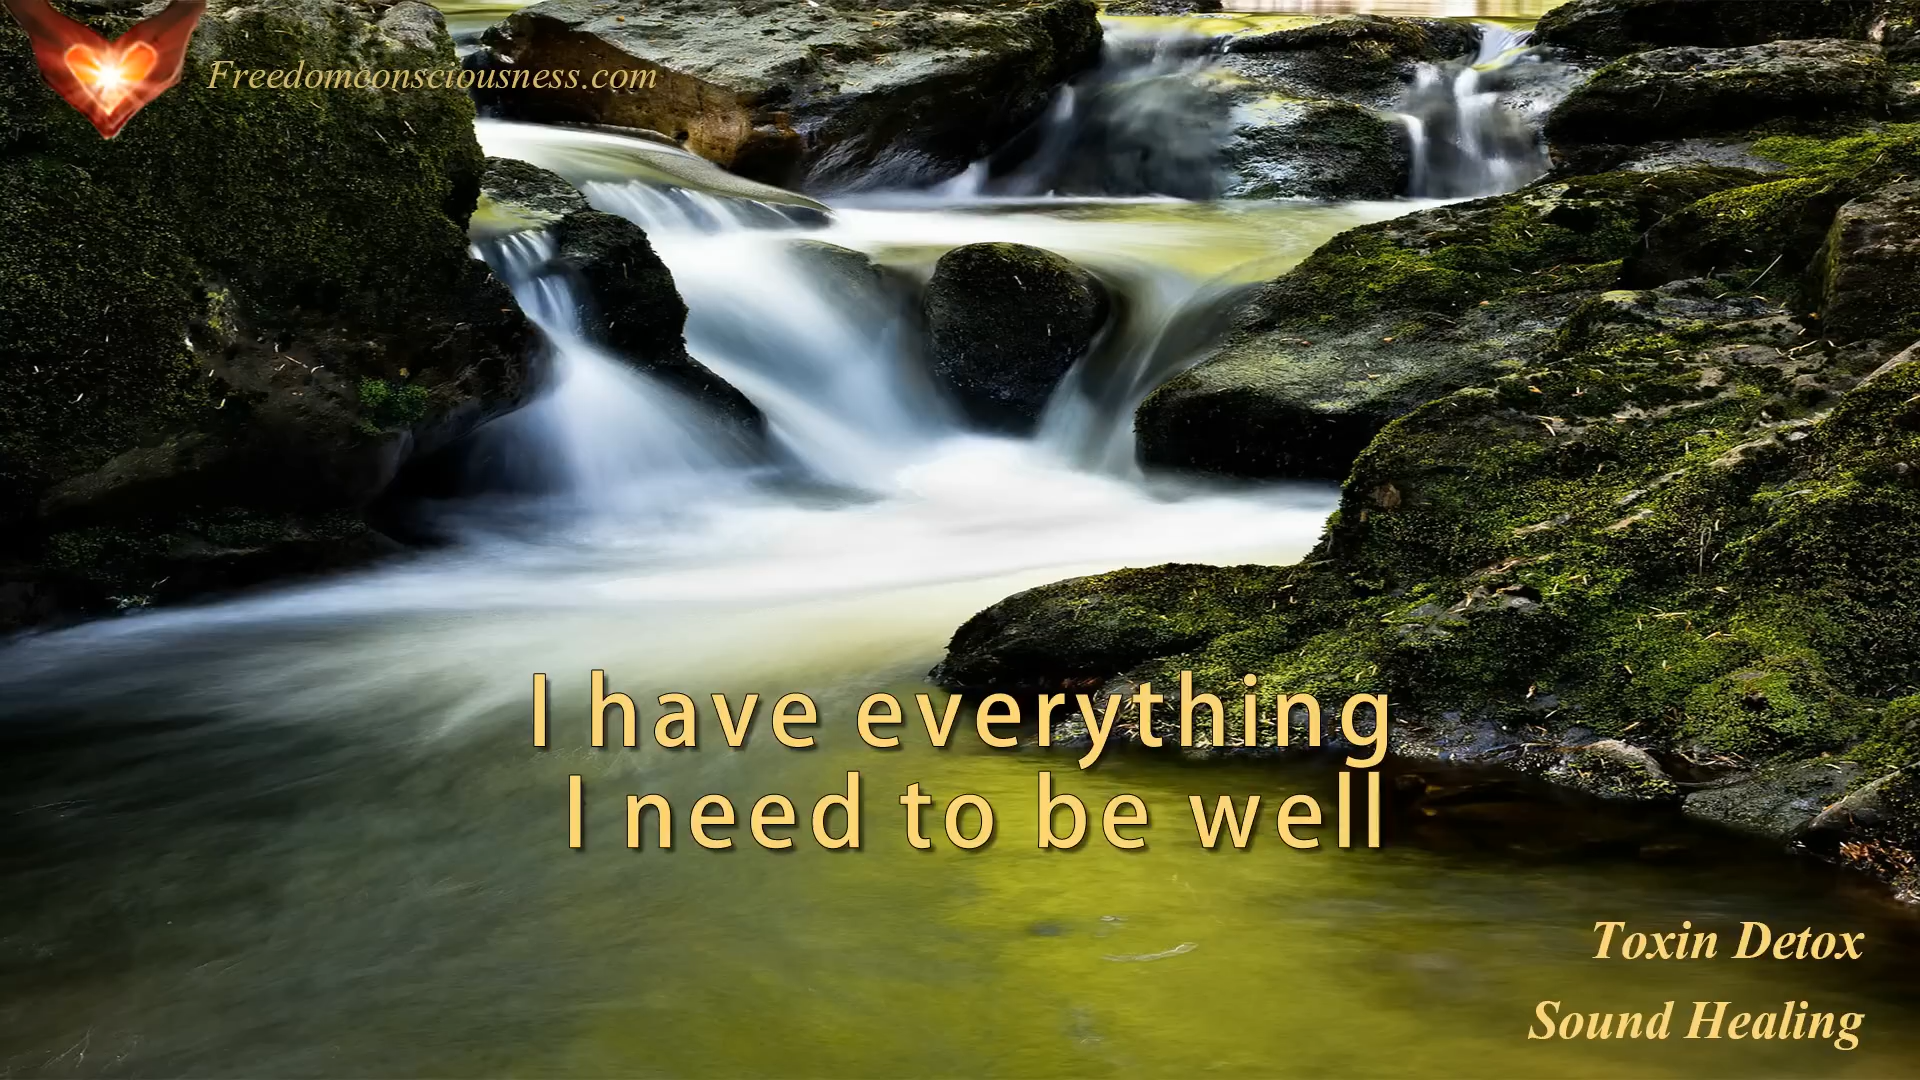 Freedomconsciousness.com
I have everything
I need to be well
Toxin Detox
Sound Healing